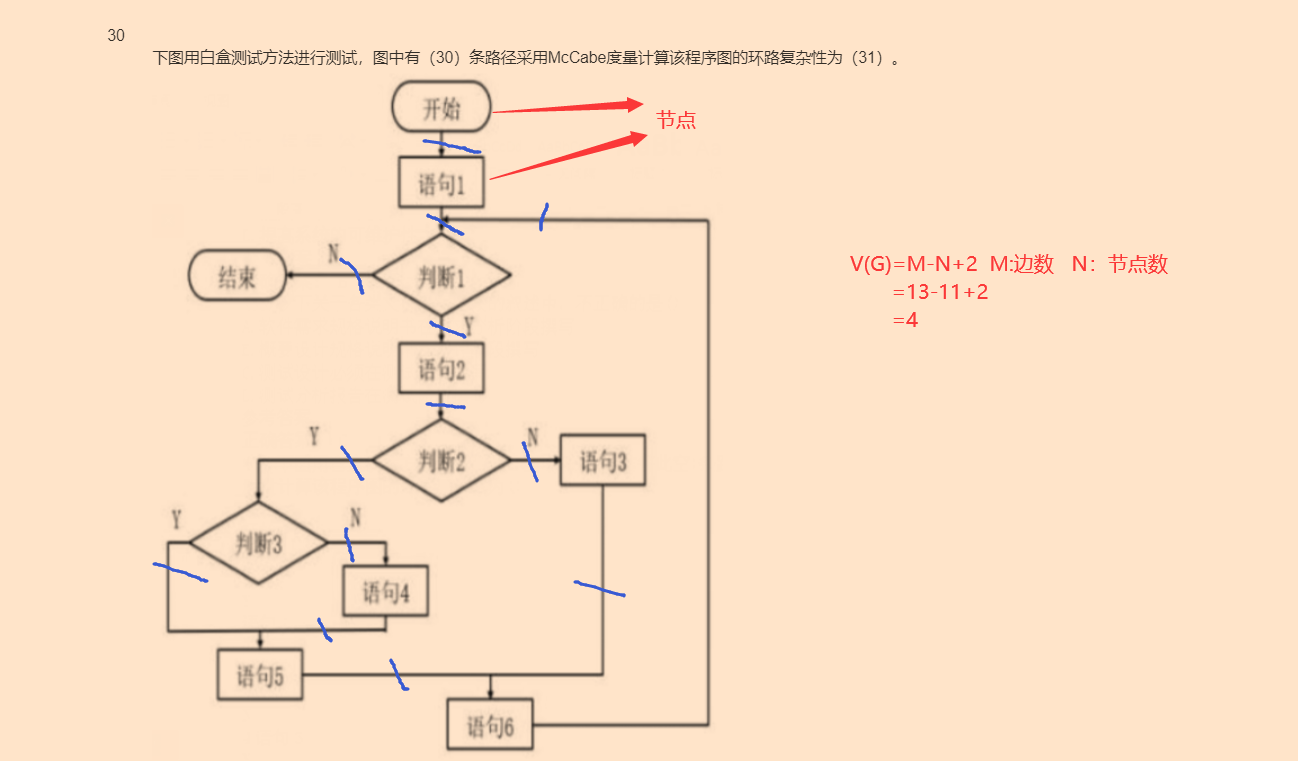 30
下图用白盒测试方法进行测试，图中有（30）条路径采用McCabe度量计算该程序图的环路复杂性为（31）。
开始
节点
语句1
N
结束
判断1
V(G)=M-N+2 M:边数 N：节点数
=13-11+2
=4
Y
语句2
Y
N
判断2
语句3
Y
N
判断3
语句4
语句5
语句6